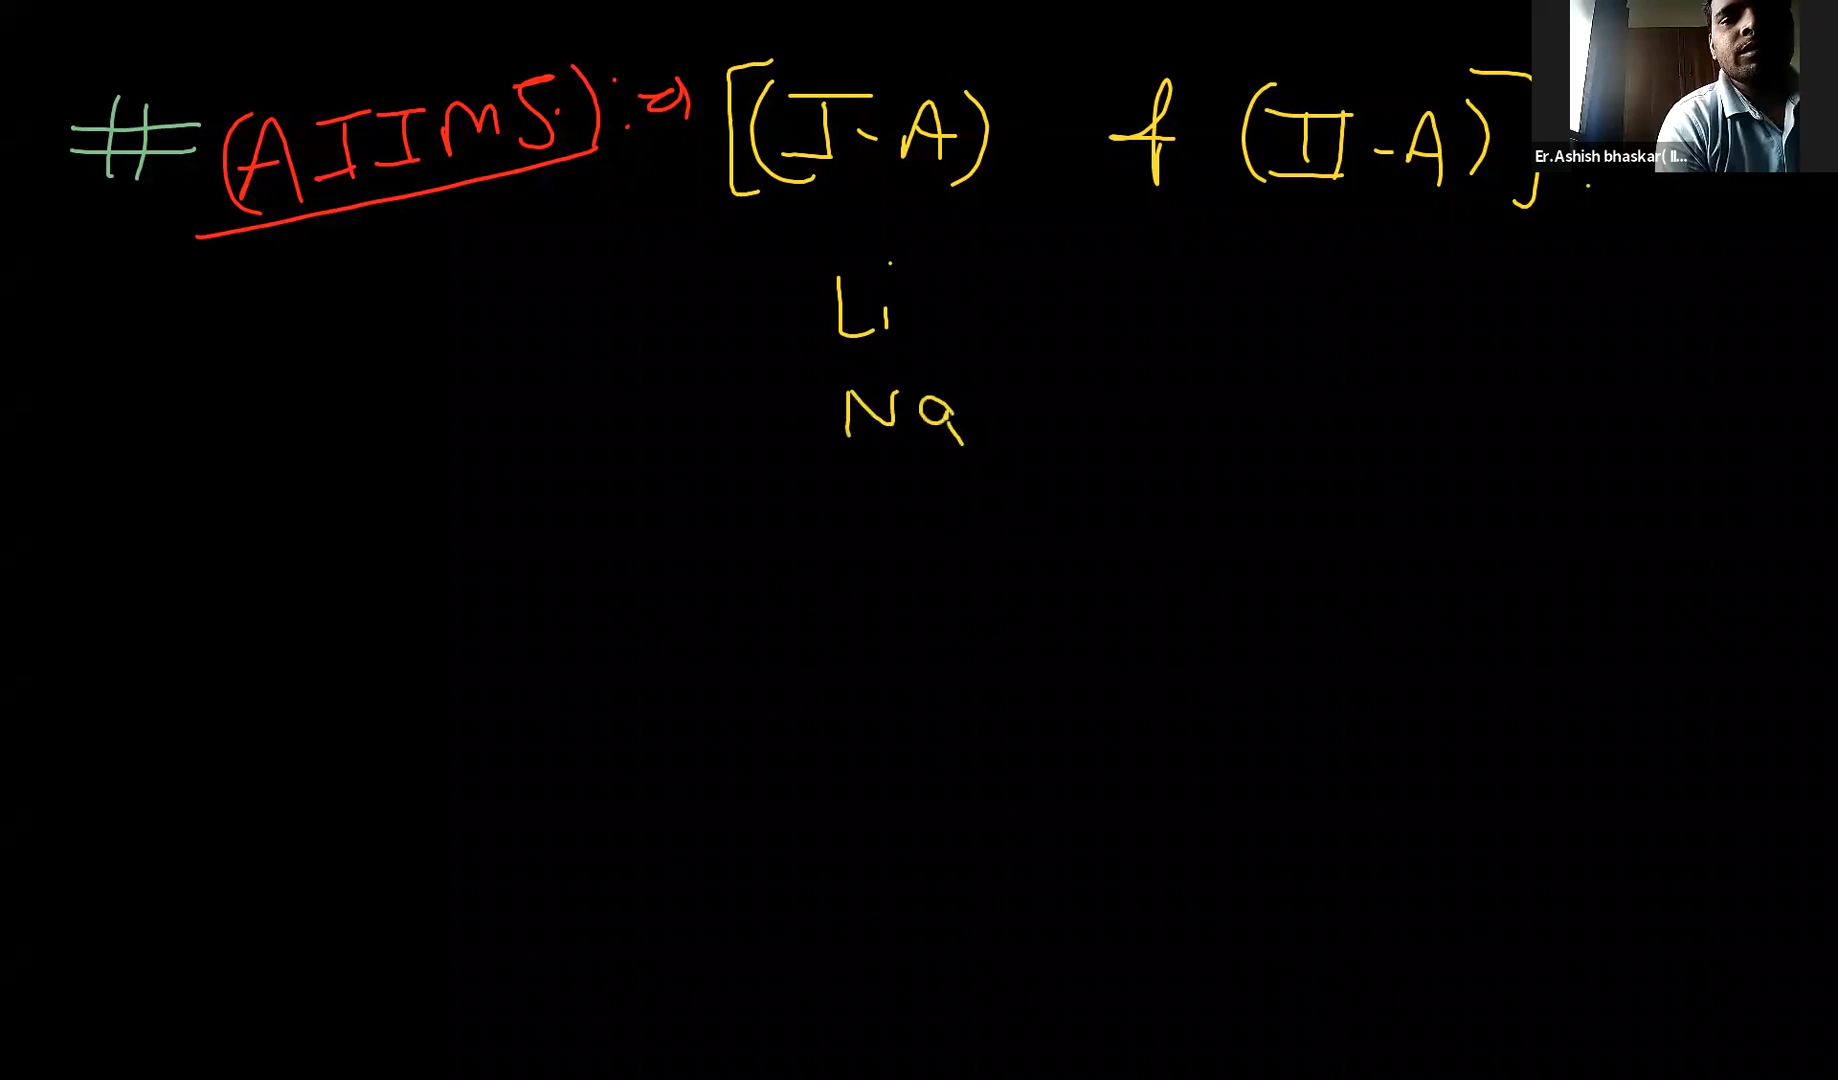 # (AIIMS) :⇒ [(I-A) & (II-A)].
Er.Ashish bhaskar( II...
Li
Na